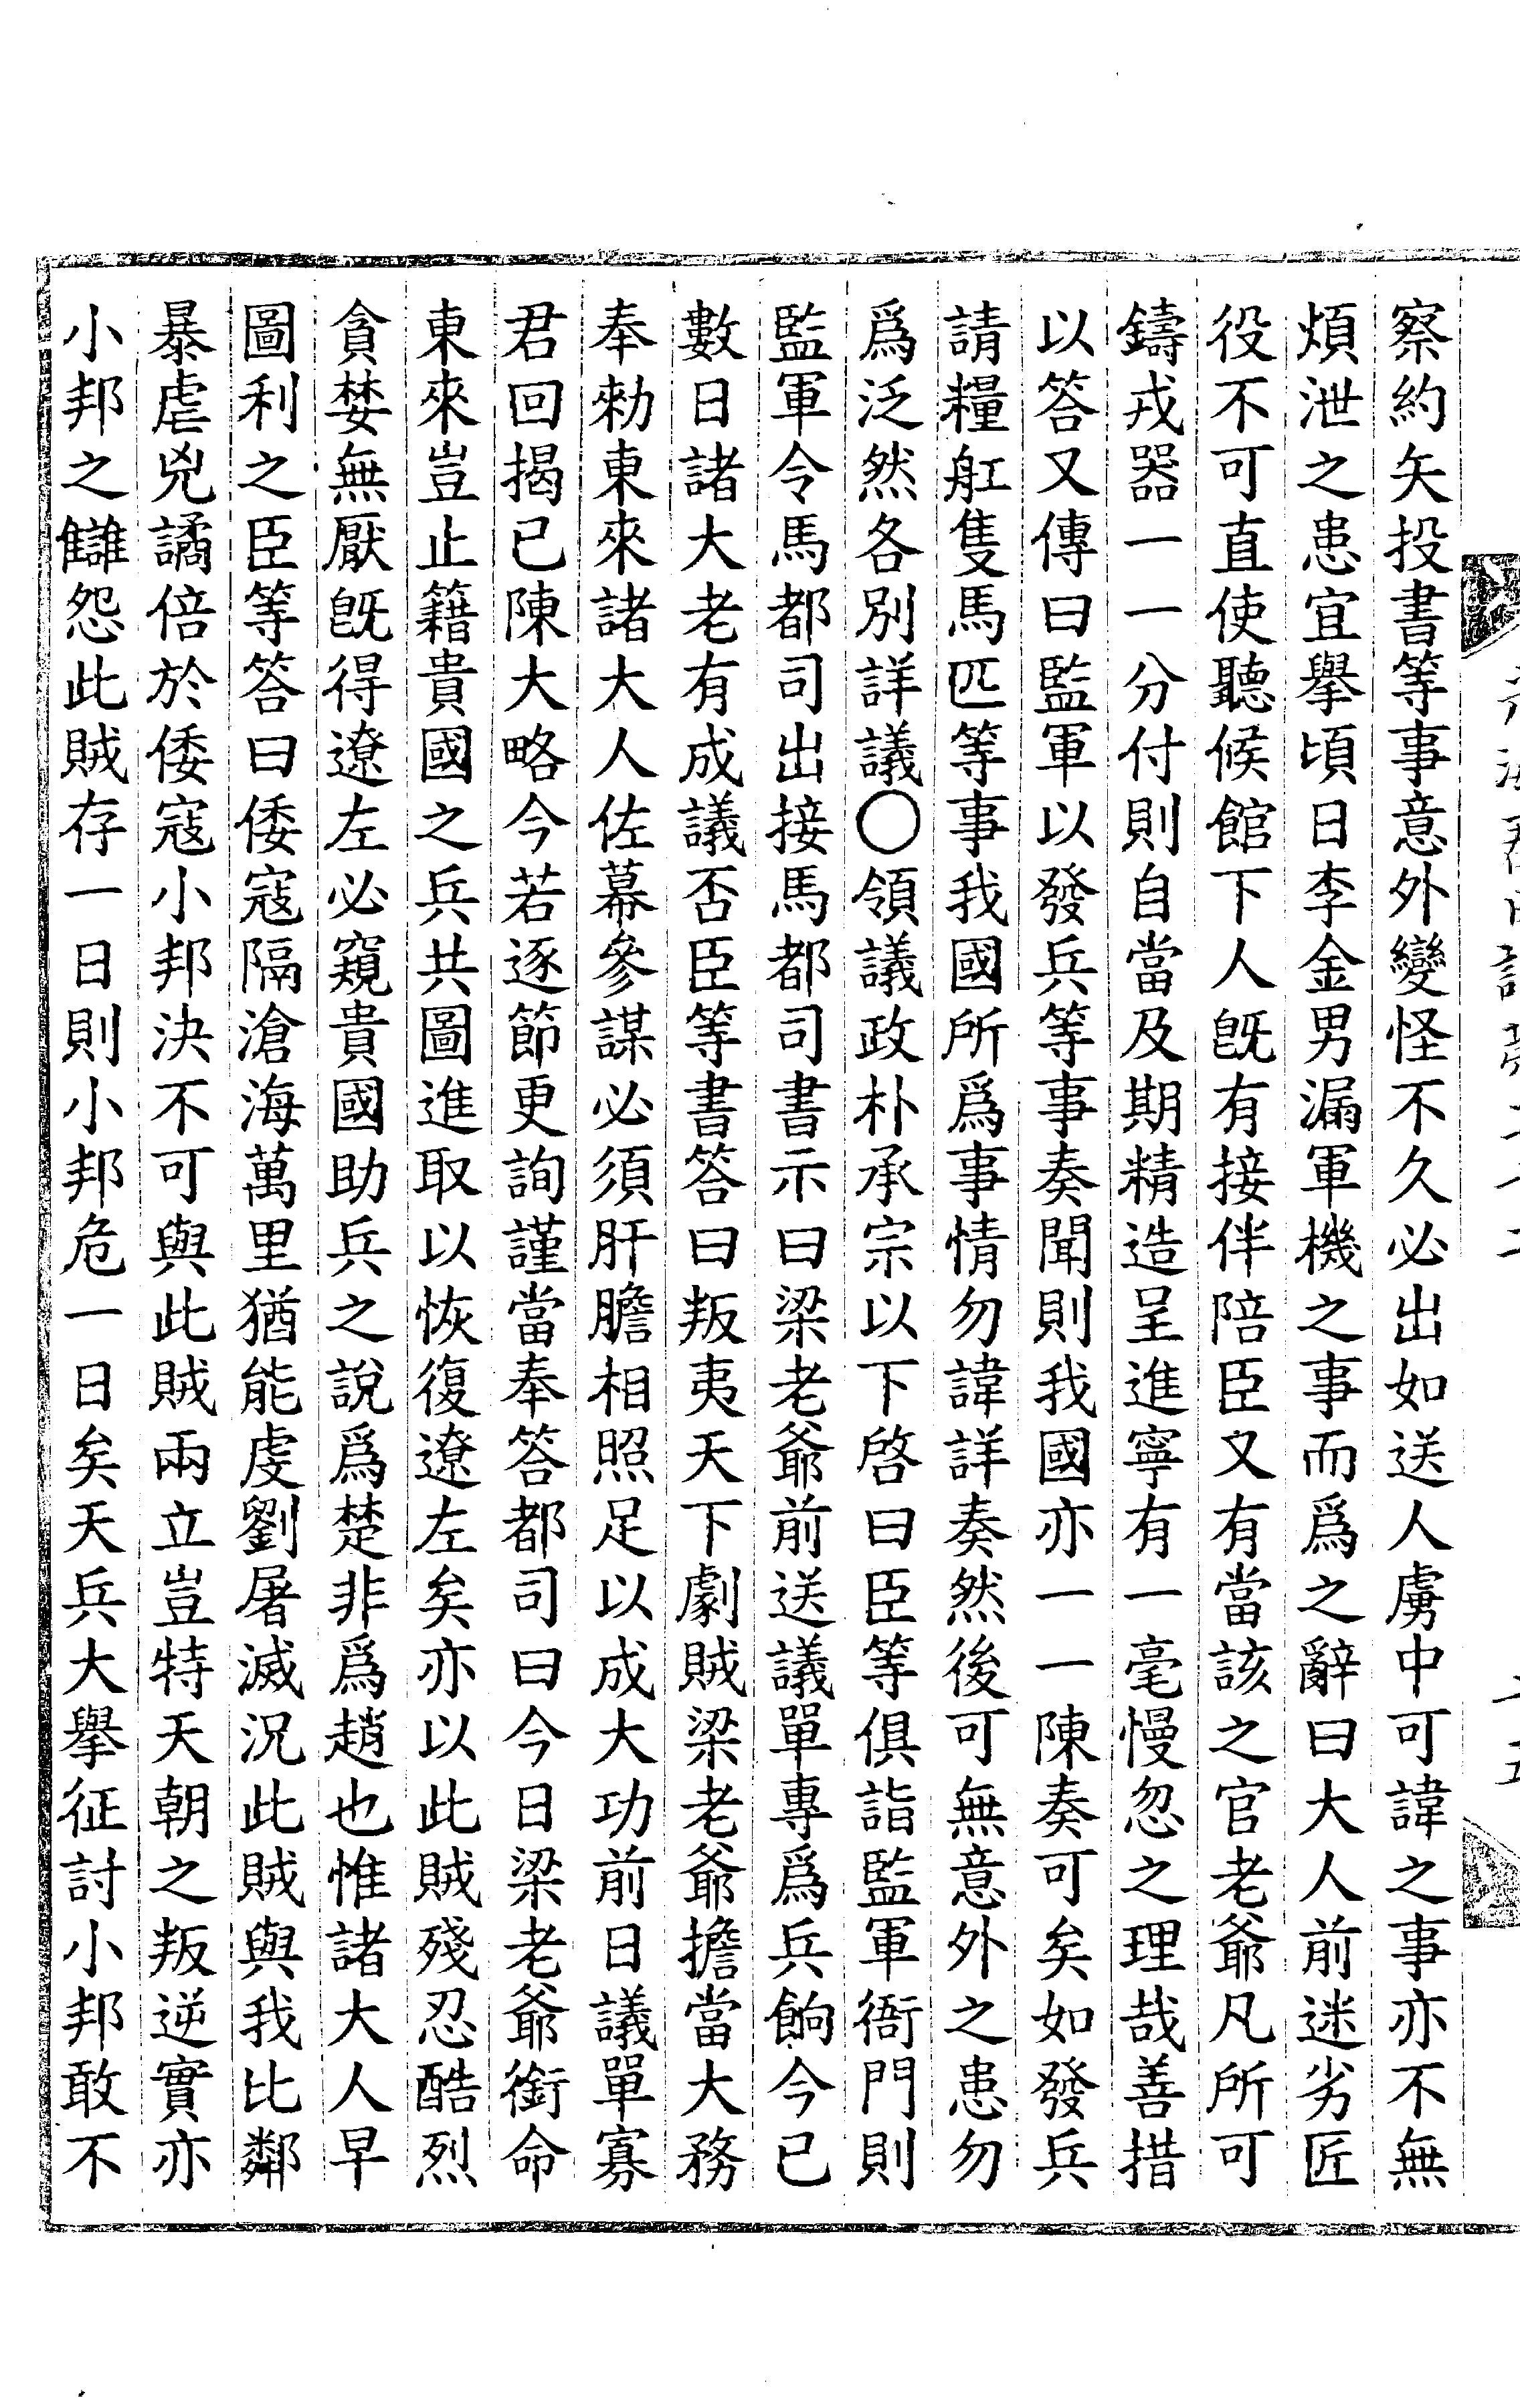 察約矢投書等事意外變怪不久必出如送人虜中可諱之事亦不無
煩泄之患宜擧頃日李金男漏軍機之事而爲之辭曰大人前迷劣匠
役不可直使聽候館下人旣有接伴陪臣又有當該之官老爺凡所可
鑄戎器一一分付則自當及期精造呈進寧有一毫慢忽之理哉善措
以答又傳曰監軍以發兵等事奏聞則我國亦一一陳奏可矣如發兵
請糧舡隻馬匹等事我國所爲事情勿諱詳奏然後可無意外之患勿
爲泛然各別詳議○領議政朴承宗以下啓曰臣等俱詣監軍衙門則
監軍令馬都司出接馬都司書示曰梁老爺前送議單專爲兵餉今已
數日諸大老有成議否臣等書答曰叛夷天下劇賊梁老爺擔當大務
奉勑東來諸大人佐幕參謀必須肝膽相照足以成大功前日議單寡
君回揭已陳大略今若逐節更詢謹當奉答都司曰今日梁老爺銜命
東來豈止籍貴國之兵共圖進取以恢復遼左矣亦以此賊殘忍酷烈
貪婪無厭旣得遼左必窺貴國助兵之說爲楚非爲趙也惟諸大人早
圖利之臣等答曰倭寇隔滄海萬里猶能虔劉屠滅況此賊與我比鄰
暴虐兇譎倍於倭寇小邦決不可與此賊兩立豈特天朝之叛逆實亦
小邦之讎怨此賊存一日則小邦危一日矣天兵大擧征討小邦敢不